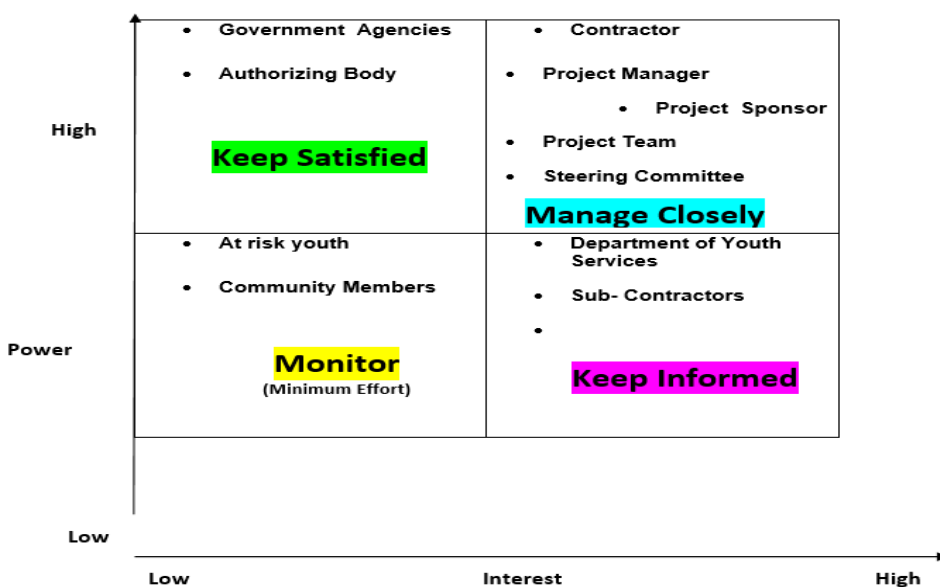 • Government Agencies
• Authorizing Body
Keep Satisfied
• Contractor
• Project Manager
• Project Sponsor
• Project Team
• Steering Committee
Manage Closely
High
• At risk youth
• Community Members
Monitor
(Minimum Effort)
• Department of Youth
Services
• Sub- Contractors
•
Keep Informed
Power
Low
Low
Interest
High